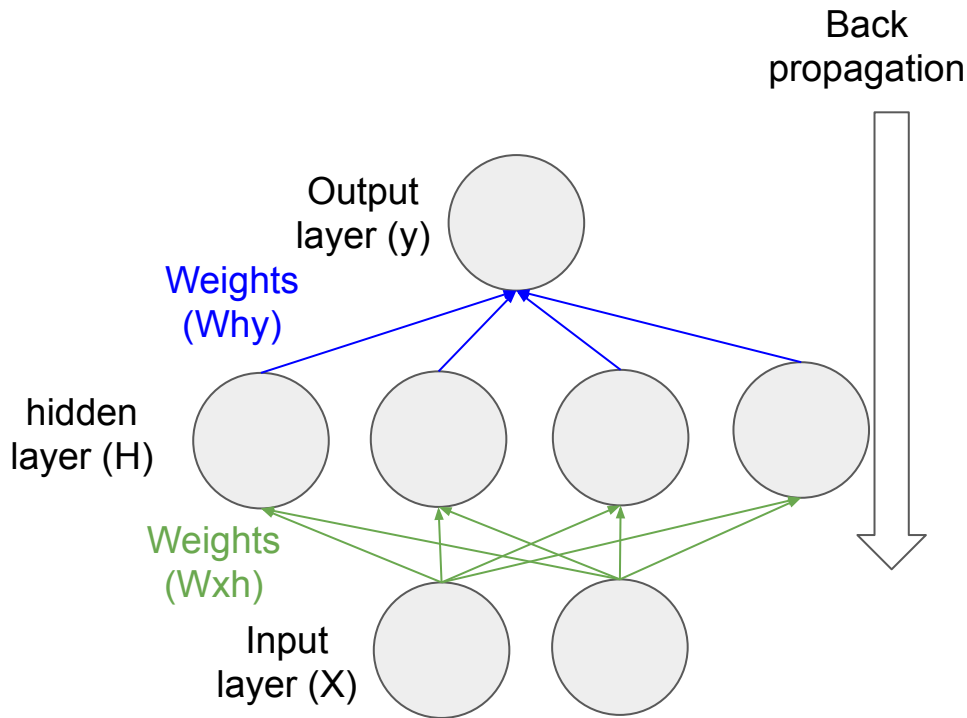 Back
propagation
Output
layer (y)
Weights
(Why)
hidden
layer (H)
Weights
(Wxh)
Input
layer (X)